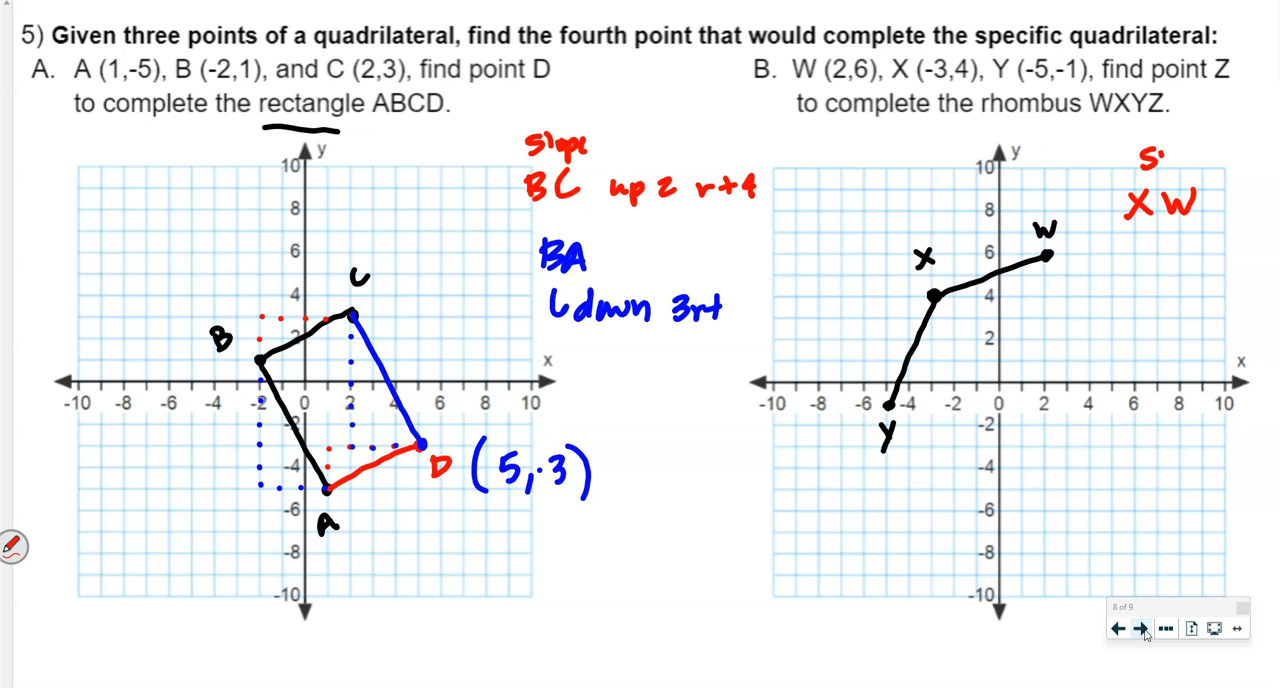 5) Given three points of a quadrilateral, find the fourth point that would complete the specific quadrilateral:
A. A (1,-5), B (-2,1), and C (2,3), find point D
to complete the rectangle ABCD.
B. W (2,6), X (-3,4), Y (-5,-1), find point Z
to complete the rhombus WXYZ.
Slope
BC up 2 r+4
BA
6 down 3r+
y
10
8
6
4
2
x
-10 -8 -6 -4 -2 0 2 4 6 8 10
-2
-4
-6
-8
-10
C
B
A
D (5,-3)
S
XW
y
10
8
6
4
2
x
-10 -8 -6 -4 -2 0 2 4 6 8 10
-2
-4
-6
-8
-10
W
X
Y
8 of 9